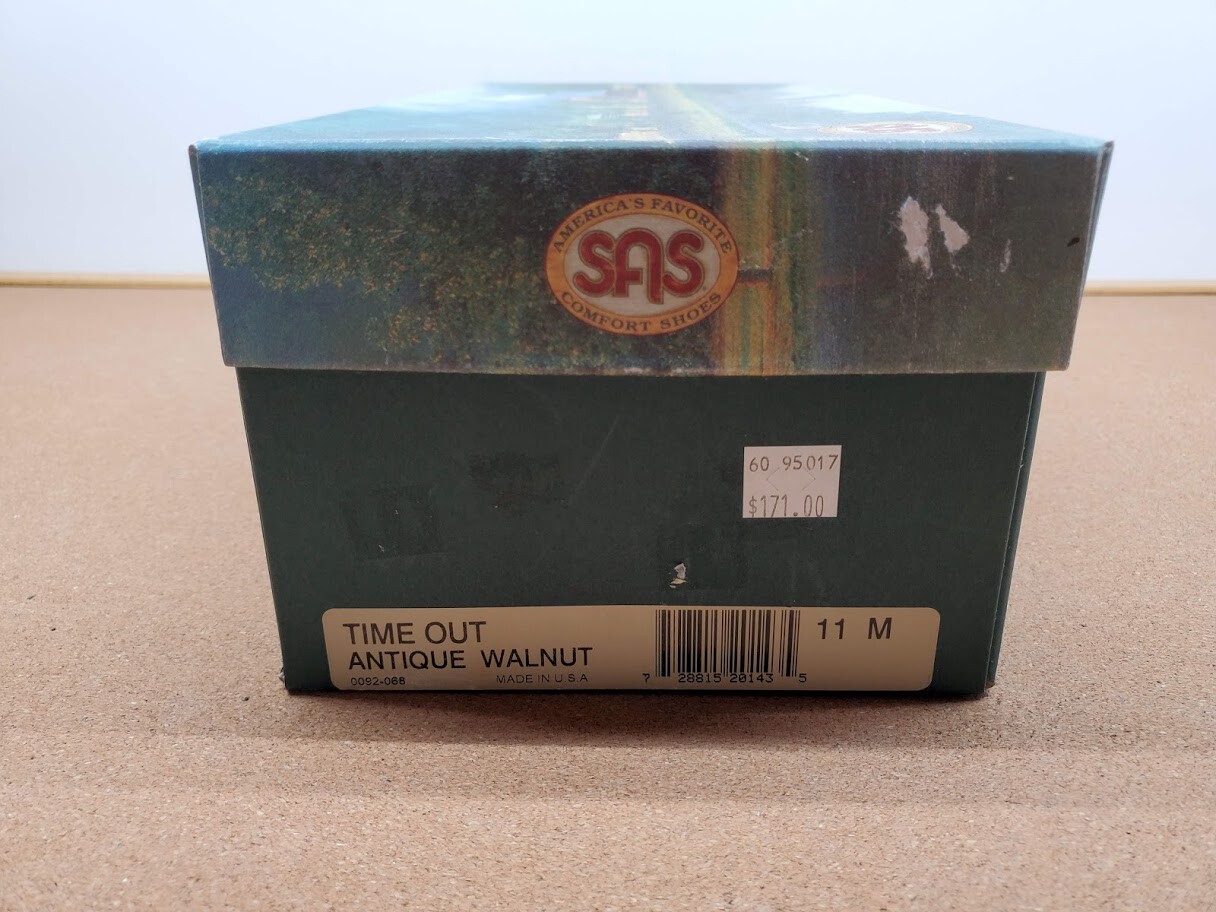 AMERICA'S FAVORITE
SAS
COMFORT SHOES
60 95017
$171.00
TIME OUT
ANTIQUE WALNUT
0092-066
MADE IN U.S.A
7 28815 20143 5
11 M